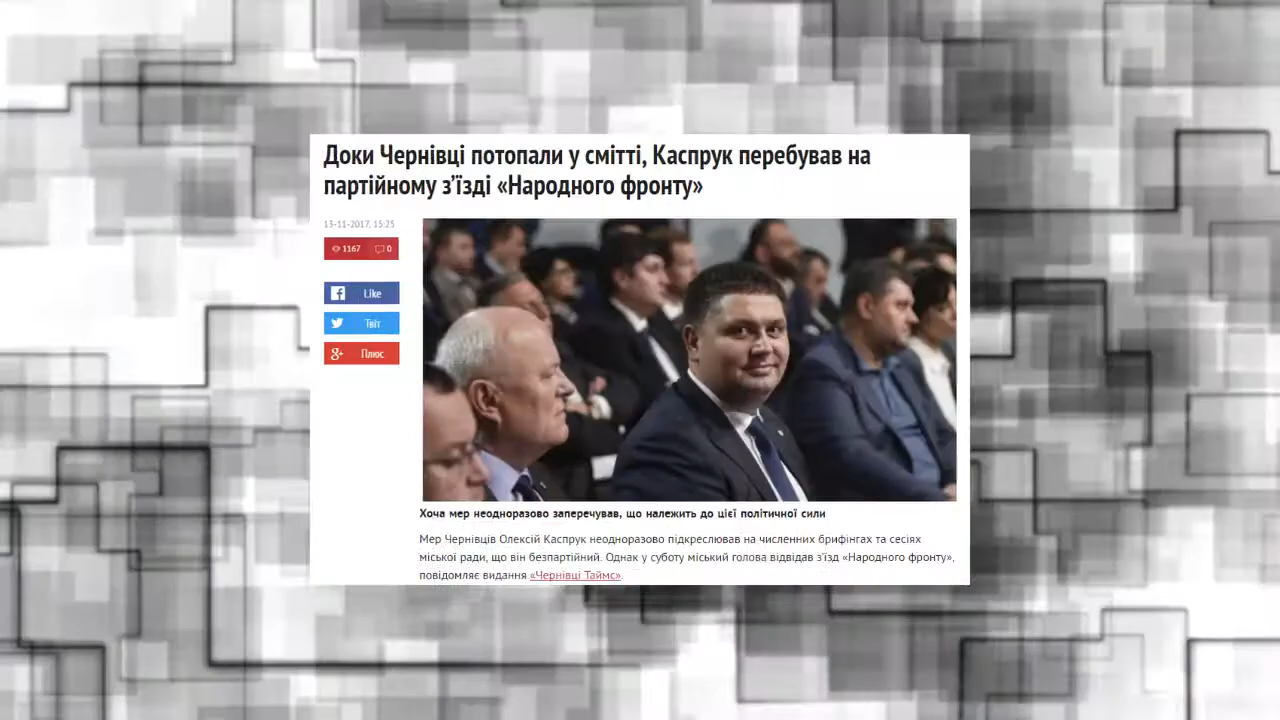 Доки Чернівці потопали у смітті, Каспрук перебував на
партійному з’їзді «Народного фронту»
13-11-2017, 15:25
1167 0
Like
Твіт
Плюс
Хоча мер неодноразово заперечував, що належить до цієї політичної сили
Мер Чернівців Олексій Каспрук неодноразово підкреслював на численних брифінгах та сесіях
міської ради, що він безпартійний. Однак у суботу міський голова відвідав з’їзд «Народного фронту»,
повідомляє видання «Чернівці Таймс».